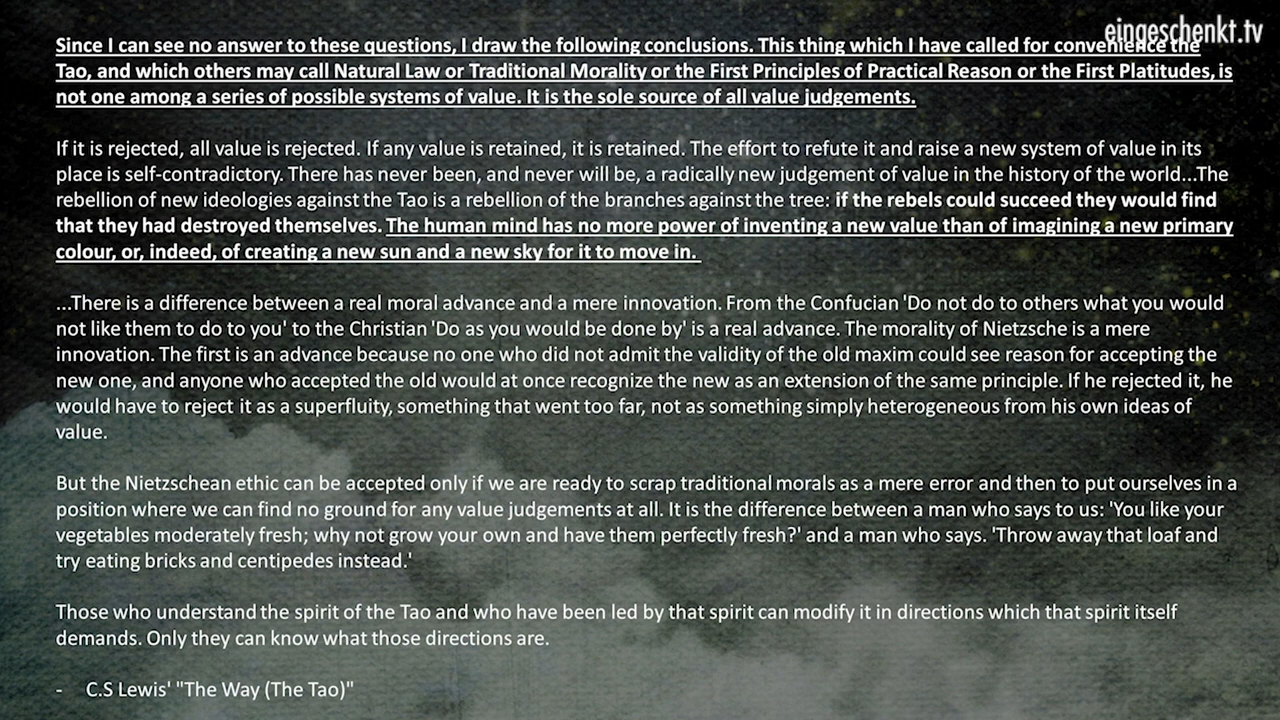 eingeschenkt.tv
Since I can see no answer to these questions, I draw the following conclusions. This thing which I have called for convenience the
Tao, and which others may call Natural Law or Traditional Morality or the First Principles of Practical Reason or the First Platitudes, is
not one among a series of possible systems of value. It is the sole source of all value judgements.
If it is rejected, all value is rejected. If any value is retained, it is retained. The effort to refute it and raise a new system of value in its
place is self-contradictory. There has never been, and never will be, a radically new judgement of value in the history of the world...The
rebellion of new ideologies against the Tao is a rebellion of the branches against the tree: if the rebels could succeed they would find
that they had destroyed themselves. The human mind has no more power of inventing a new value than of imagining a new primary
colour, or, indeed, of creating a new sun and a new sky for it to move in.
...There is a difference between a real moral advance and a mere innovation. From the Confucian 'Do not do to others what you would
not like them to do to you' to the Christian 'Do as you would be done by' is a real advance. The morality of Nietzsche is a mere
innovation. The first is an advance because no one who did not admit the validity of the old maxim could see reason for accepting the
new one, and anyone who accepted the old would at once recognize the new as an extension of the same principle. If he rejected it, he
would have to reject it as a superfluity, something that went too far, not as something simply heterogeneous from his own ideas of
value.
But the Nietzschean ethic can be accepted only if we are ready to scrap traditional morals as a mere error and then to put ourselves in a
position where we can find no ground for any value judgements at all. It is the difference between a man who says to us: 'You like your
vegetables moderately fresh; why not grow your own and have them perfectly fresh?' and a man who says. 'Throw away that loaf and
try eating bricks and centipedes instead.'
Those who understand the spirit of the Tao and who have been led by that spirit can modify it in directions which that spirit itself
demands. Only they can know what those directions are.
- C.S Lewis' "The Way (The Tao)"